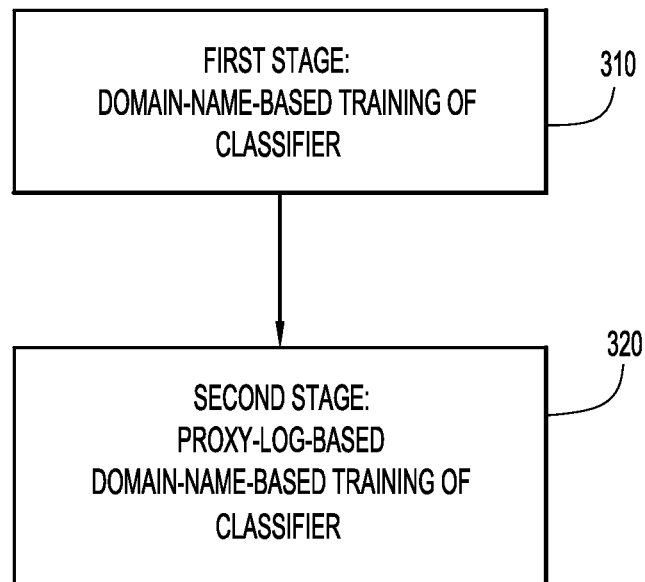 FIRST STAGE:
DOMAIN-NAME-BASED TRAINING OF
CLASSIFIER
310
SECOND STAGE:
PROXY-LOG-BASED
DOMAIN-NAME-BASED TRAINING OF
CLASSIFIER
320